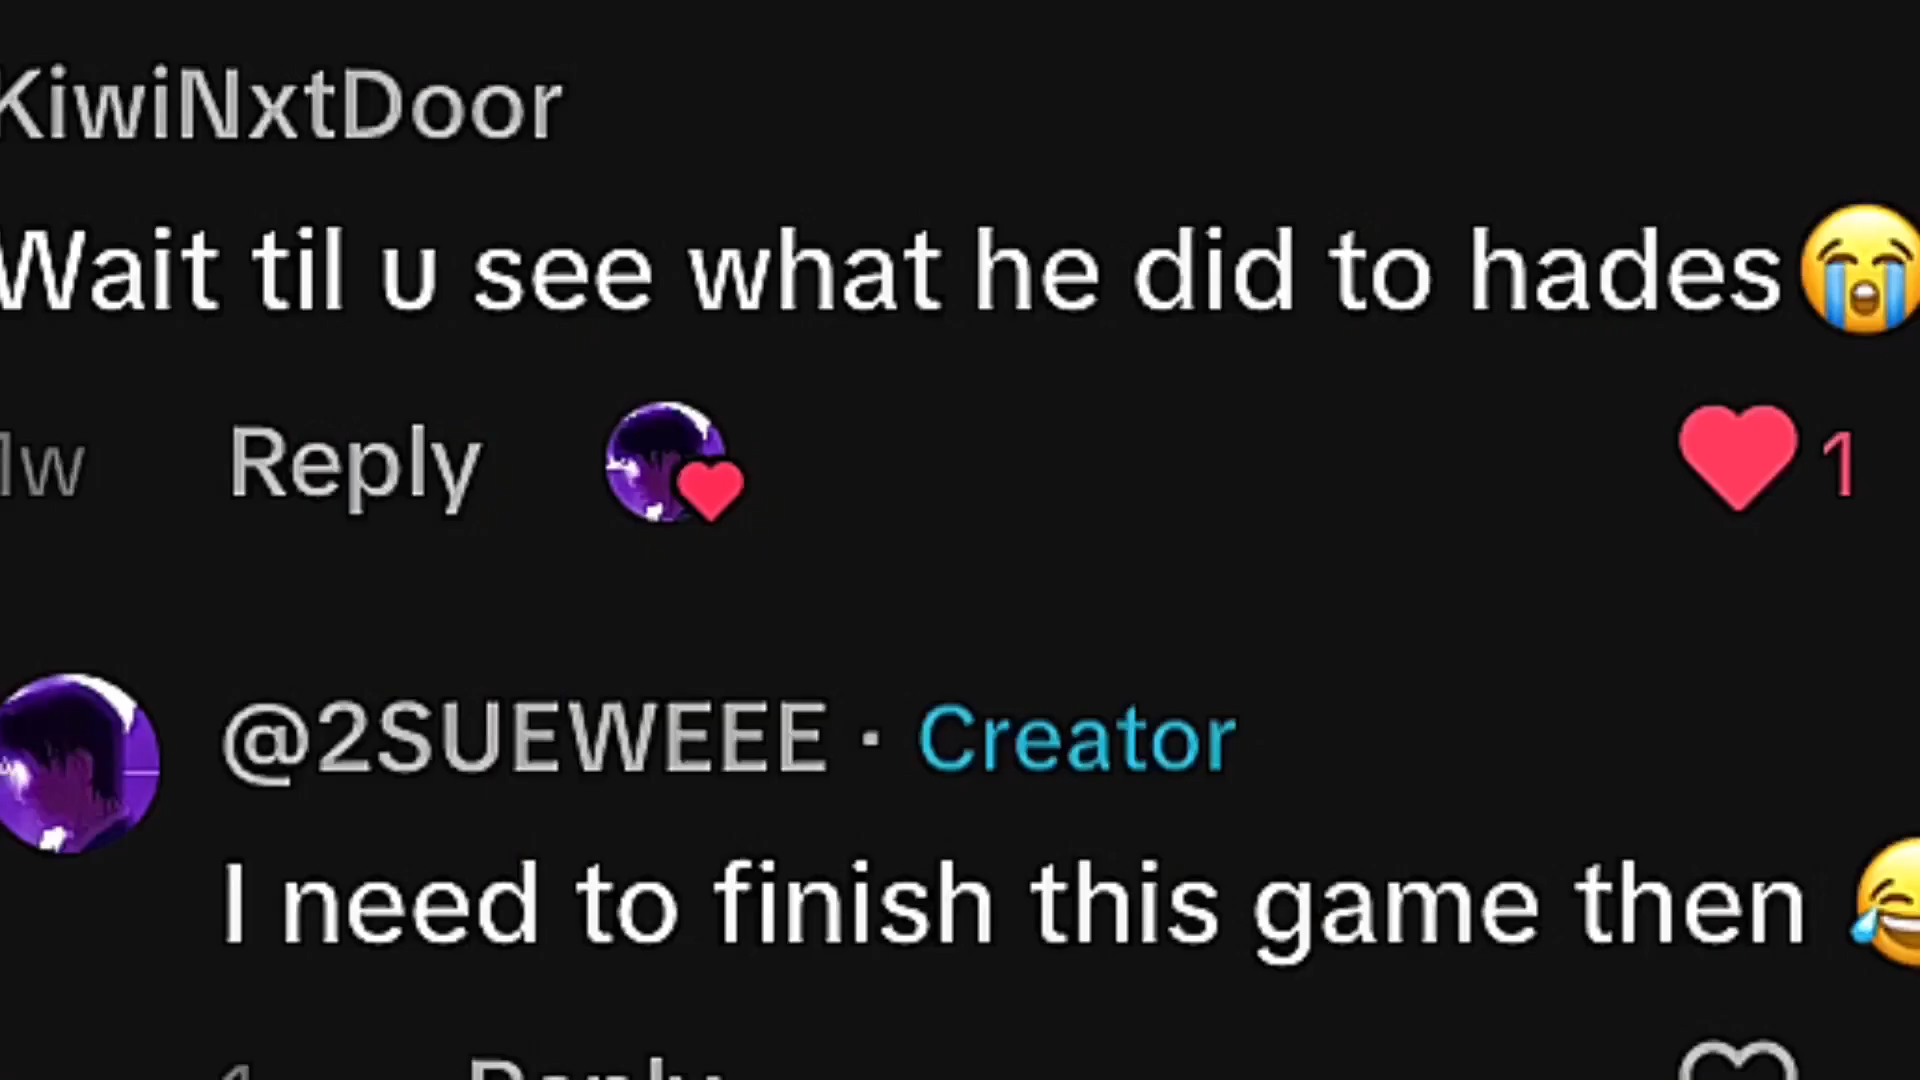 KiwiNxtDoor
Wait til u see what he did to hades😭
1w Reply 1
@2SUEWEEE · Creator
I need to finish this game then 😂
Reply